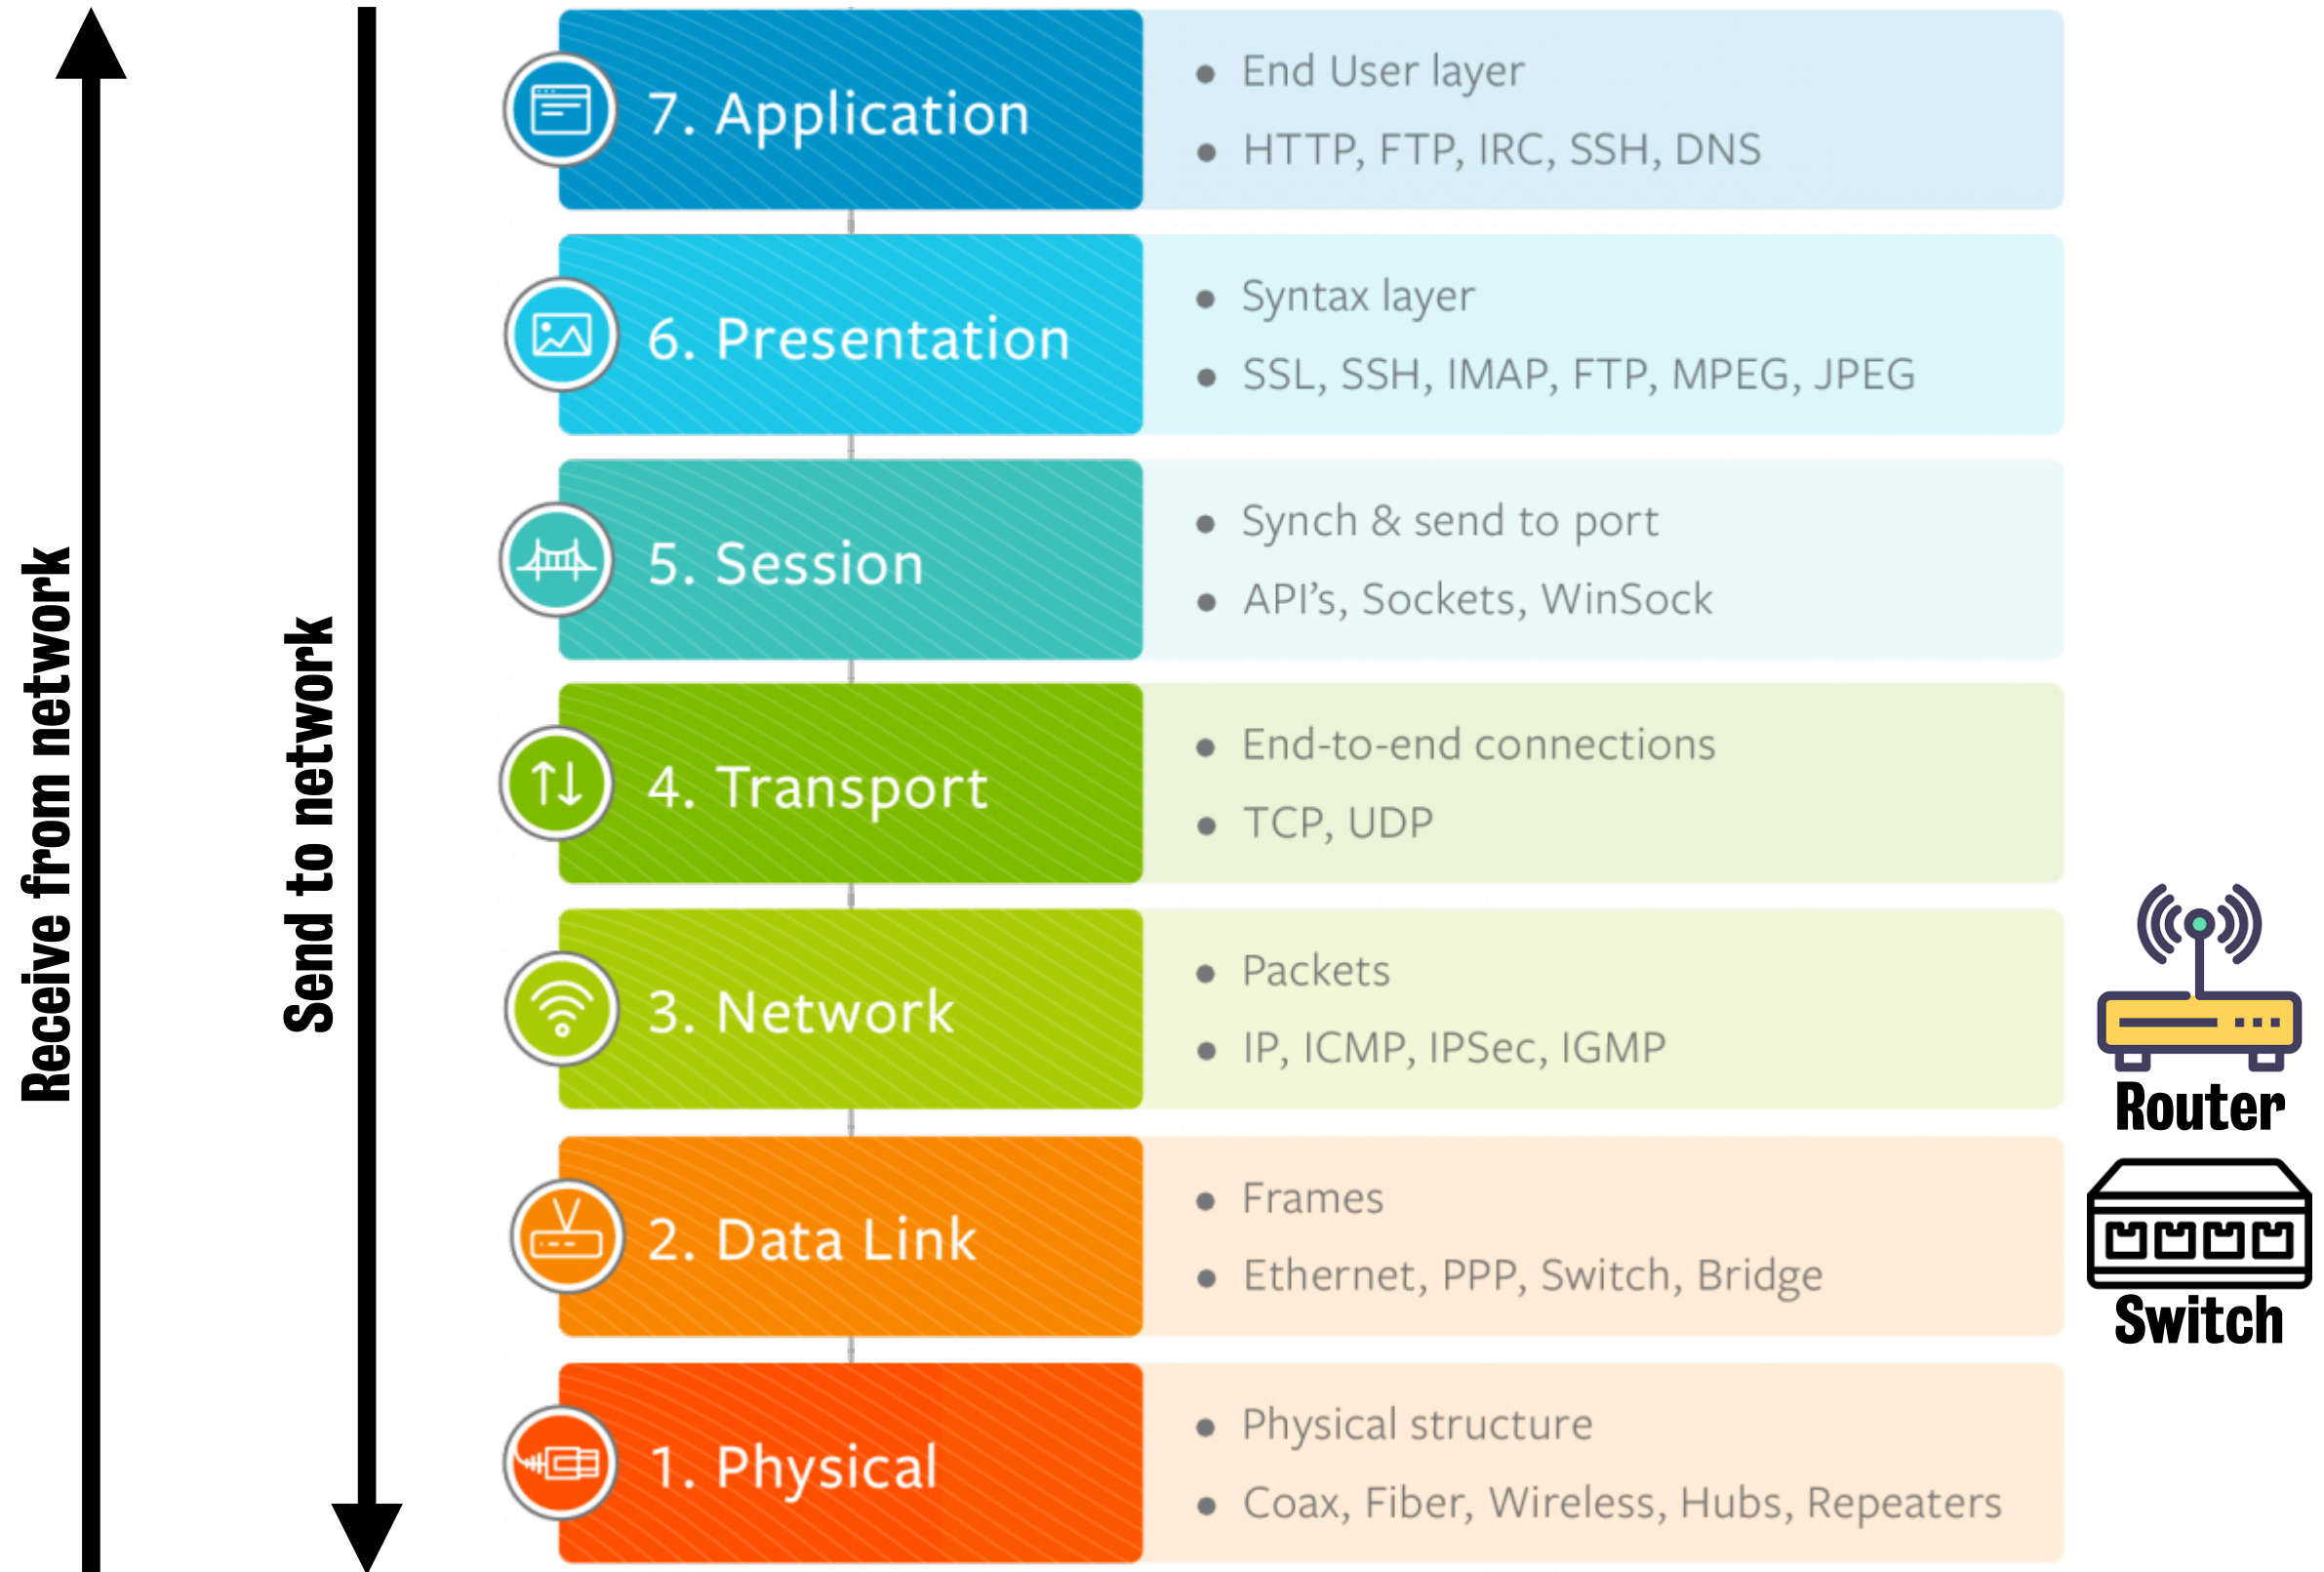 Receive from network
Send to network
7. Application
• End User layer
• HTTP, FTP, IRC, SSH, DNS
6. Presentation
• Syntax layer
• SSL, SSH, IMAP, FTP, MPEG, JPEG
5. Session
• Synch & send to port
• API’s, Sockets, WinSock
4. Transport
• End-to-end connections
• TCP, UDP
3. Network
• Packets
• IP, ICMP, IPSec, IGMP
Router
2. Data Link
• Frames
• Ethernet, PPP, Switch, Bridge
Switch
1. Physical
• Physical structure
• Coax, Fiber, Wireless, Hubs, Repeaters